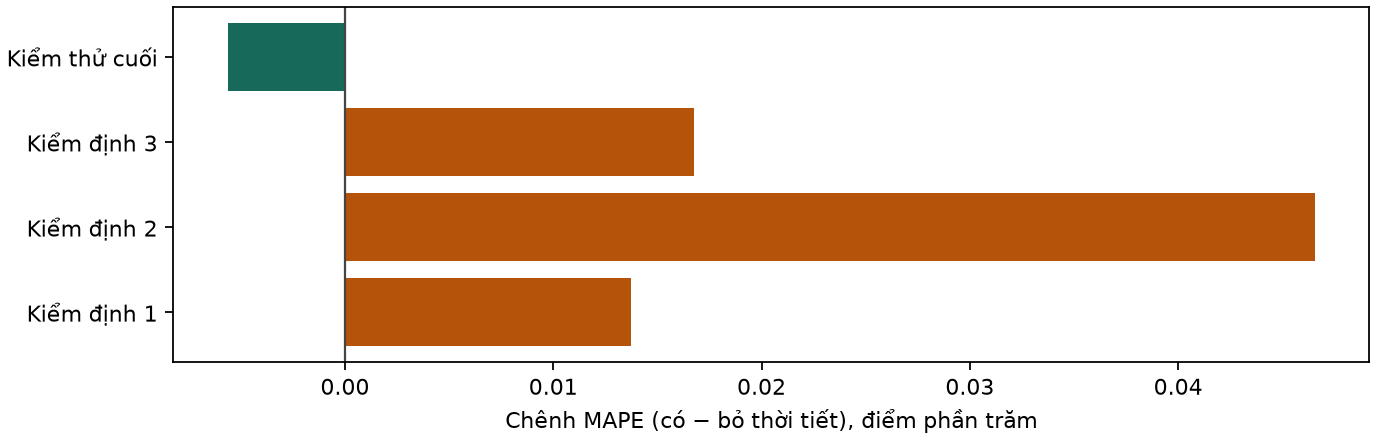 Kiểm thử cuối
Kiểm định 3
Kiểm định 2
Kiểm định 1
0.00 0.01 0.02 0.03 0.04
Chênh MAPE (có − bỏ thời tiết), điểm phần trăm